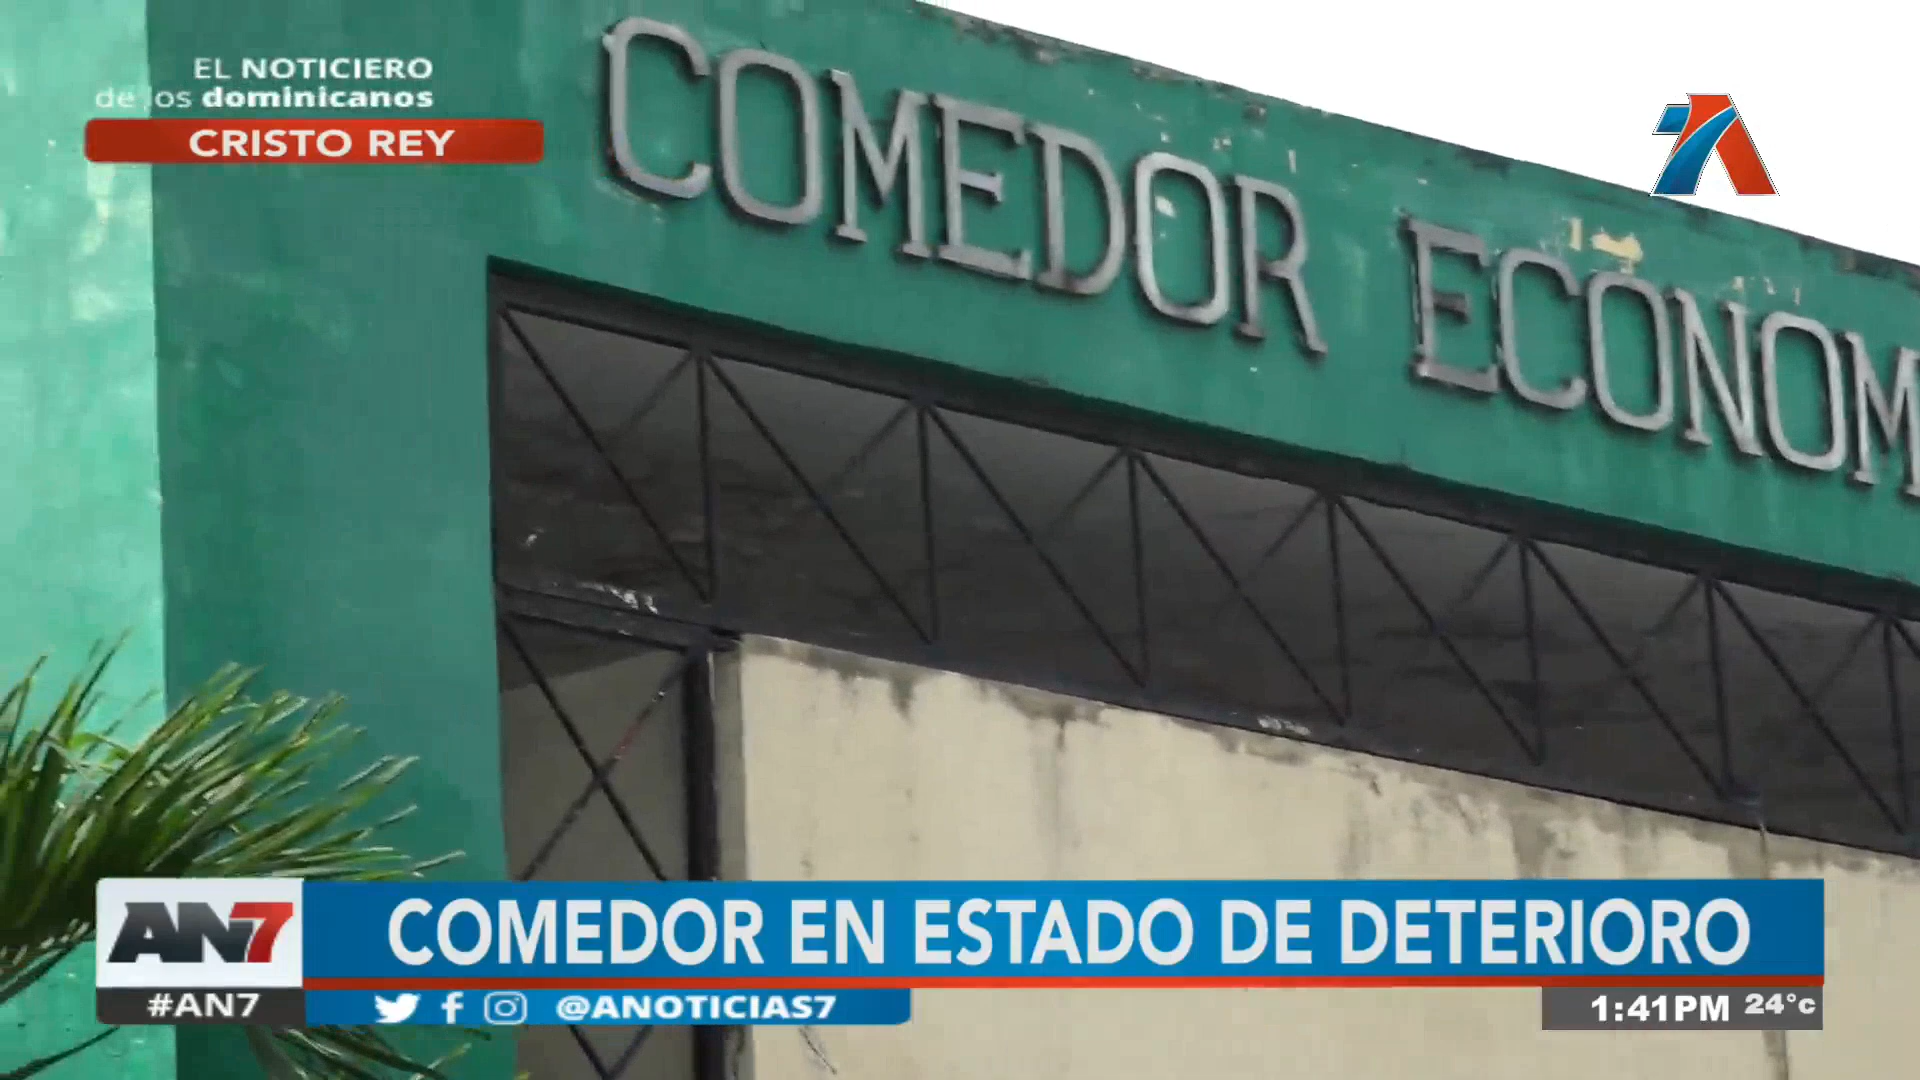 EL NOTICIERO
de los dominicanos
CRISTO REY
COMEDOR ECONOM
AN7
COMEDOR EN ESTADO DE DETERIORO
#AN7
@ANOTICIAS7
1:41PM 24°c